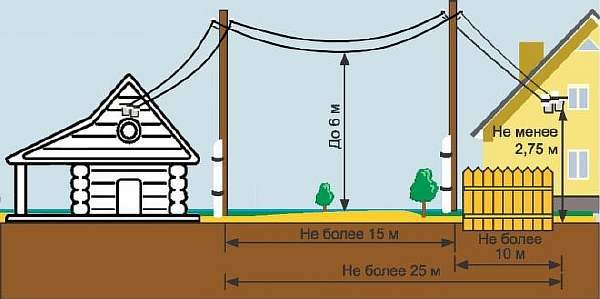 До 6 м
Не менее
2,75 м
Не более 15 м
Не более
10 м
Не более 25 м